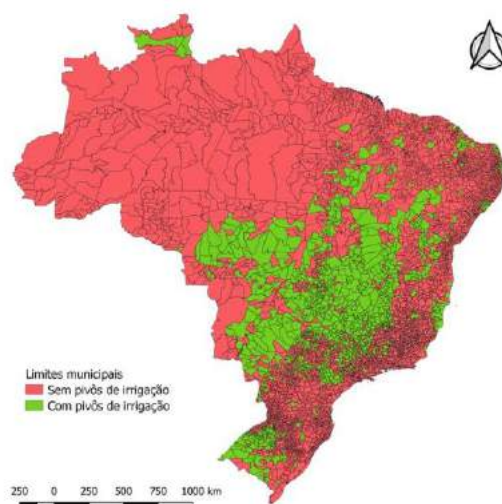 Limites municipais
Sem pivôs de irrigação
Com pivôs de irrigação
250 0 250 500 750 1000 km